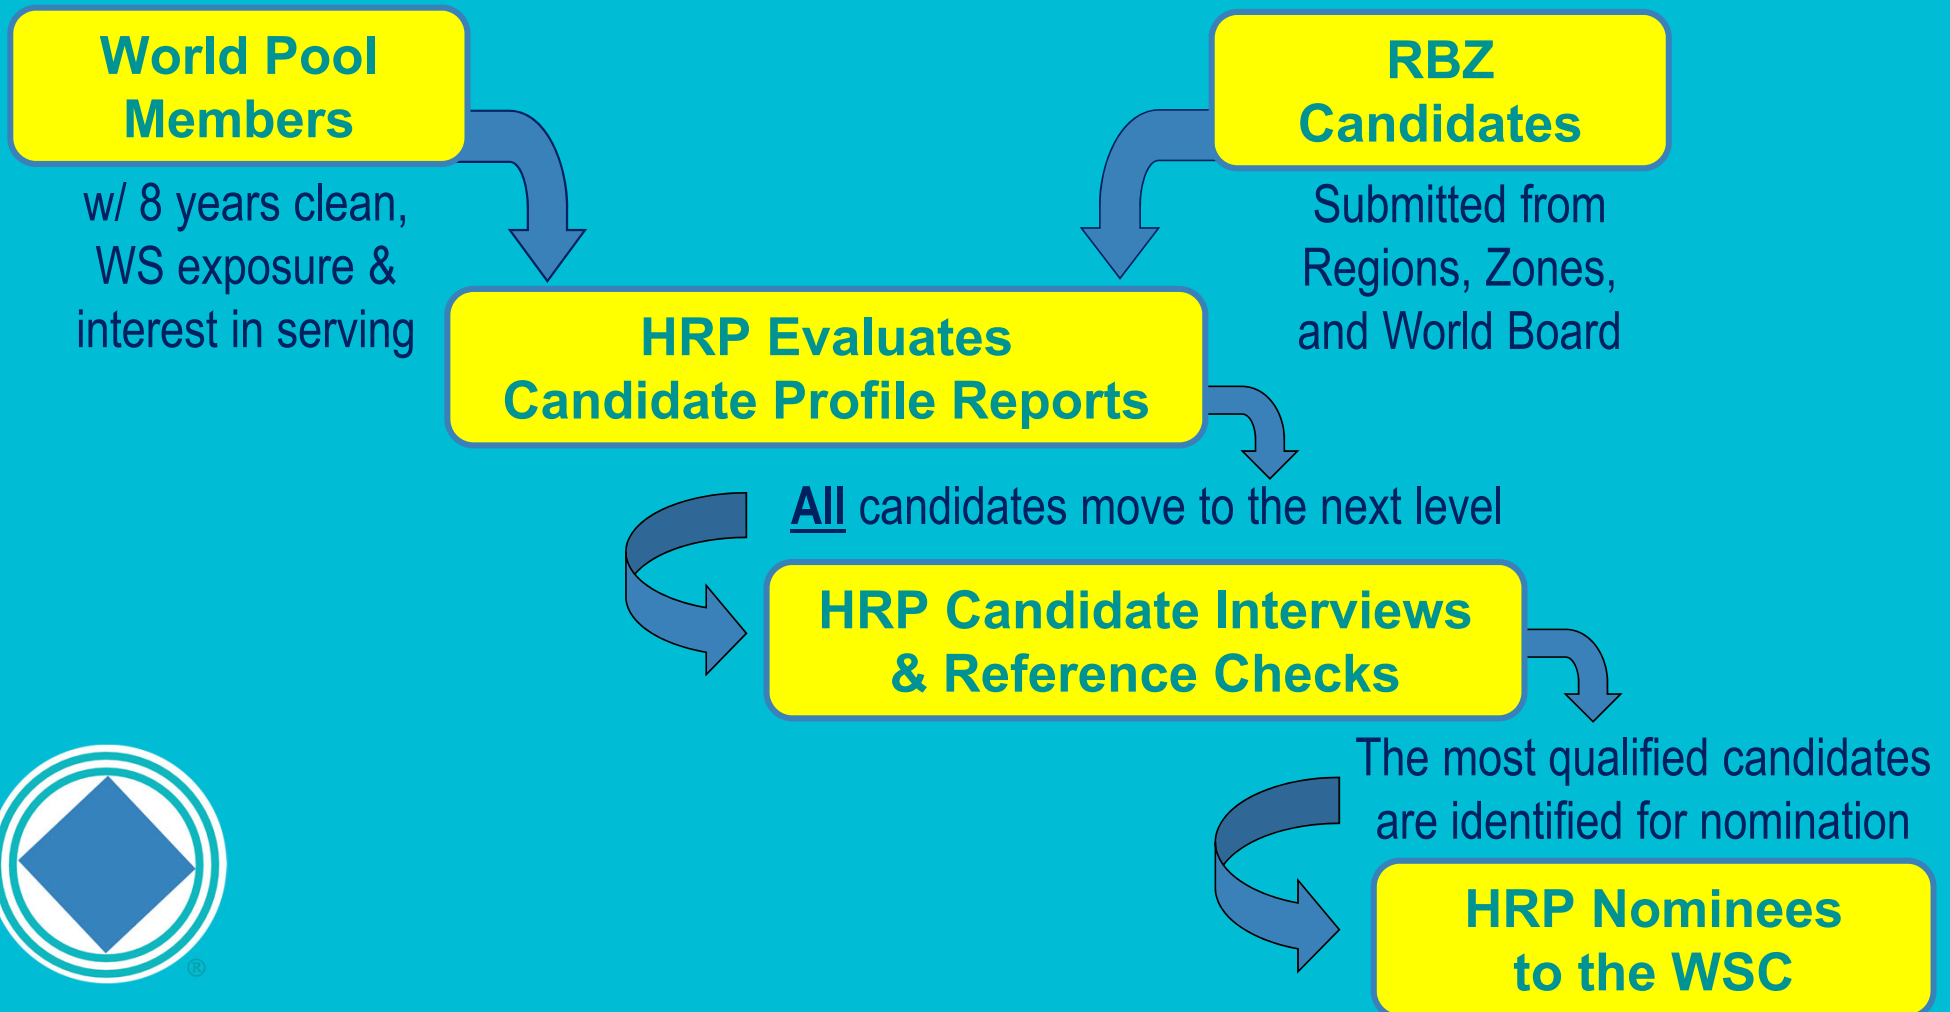 World Pool
Members
w/ 8 years clean,
WS exposure &
interest in serving
RBZ
Candidates
Submitted from
Regions, Zones,
and World Board
HRP Evaluates
Candidate Profile Reports
All candidates move to the next level
HRP Candidate Interviews
& Reference Checks
The most qualified candidates
are identified for nomination
HRP Nominees
to the WSC
®